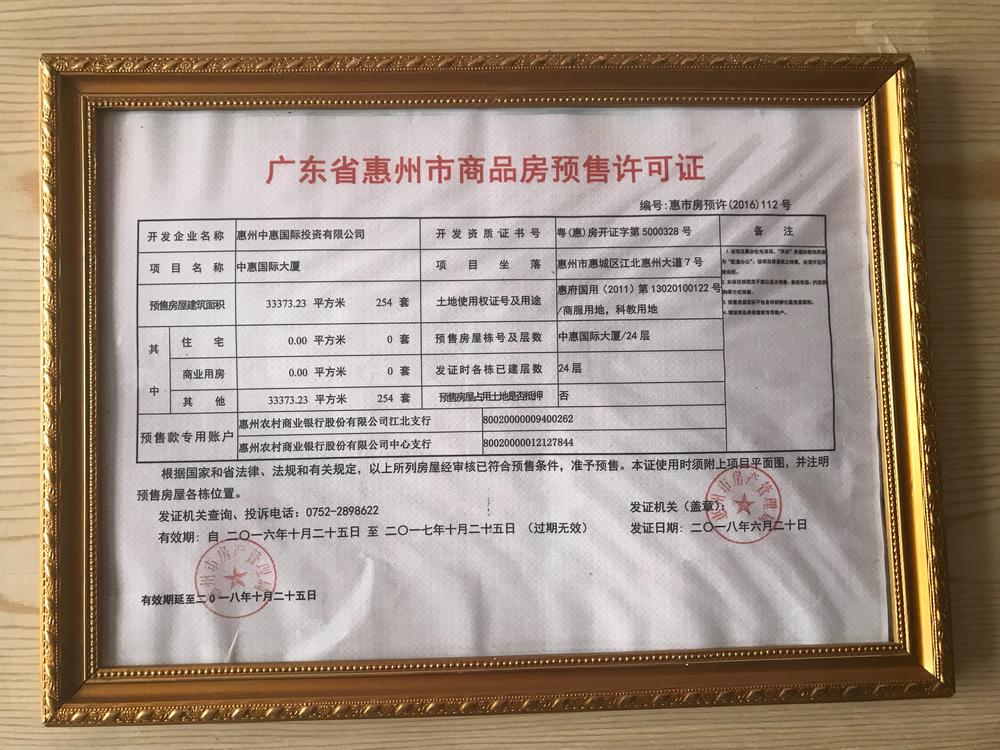 广东省惠州市商品房预售许可证
编号:惠市房预许(2016)112号
开发企业名称 惠州中惠国际投资有限公司 开发资质证书号 粤(惠)房开证字第5000328号 备注
项目名称 中惠国际大厦 项目坐落 惠州市惠城区江北惠州大道7号
预售房屋建筑面积 33373.23 平方米 254 套 土地使用权证号及用途 惠府国用(2011)第13020100122号
/商服用地,科教用地
其中 住宅 0.00 平方米 0 套 预售房屋栋号及层数 中惠国际大厦/24层
商业用房 0.00 平方米 0 套 发证时各栋已建层数 24层
其他 33373.23 平方米 254 套 预售房屋占用土地是否抵押 否
预售款专用账户 惠州农村商业银行股份有限公司江北支行 80020000009400262
惠州农村商业银行股份有限公司中心支行 80020000012127844
根据国家和省法律、法规和有关规定,以上所列房屋经审核已符合预售条件,准予预售。本证使用时须附上项目平面图,并注明
预售房屋各栋位置。
发证机关查询、投诉电话:0752-2898622
发证机关(盖章):
有效期:自 二〇一六年十月二十五日 至 二〇一七年十月二十五日 (过期无效)
发证日期:二〇一八年六月二十日
州市房产管理局
有效期延至二0一八年十月二十五日